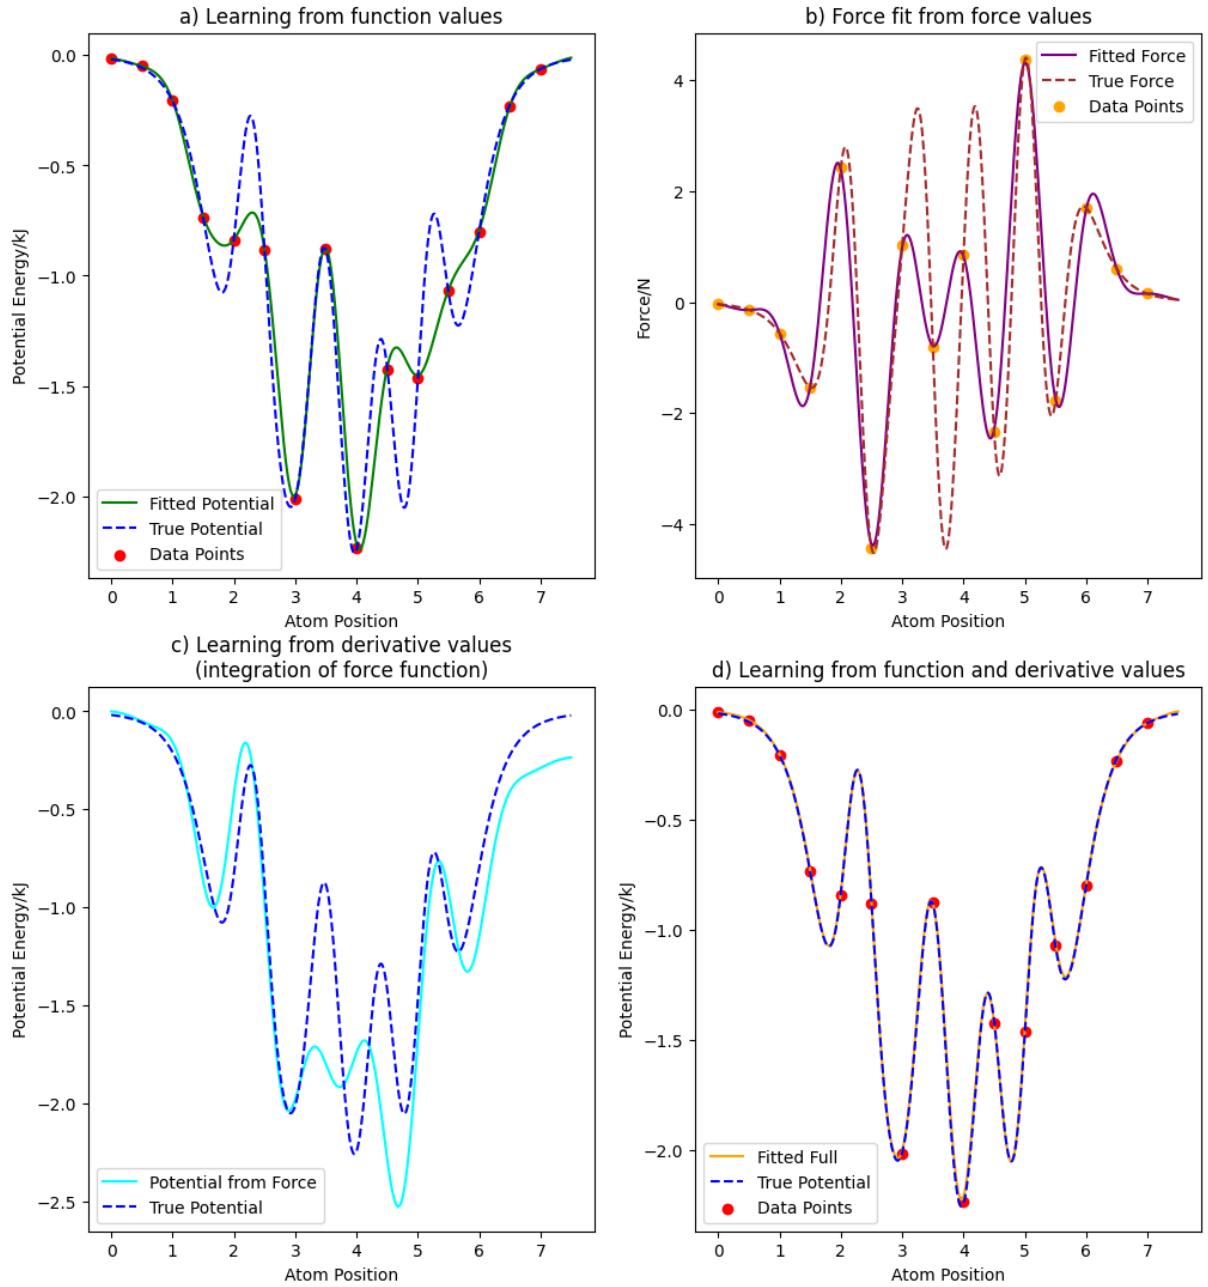 a) Learning from function values
0.0
−0.5
−1.0
−1.5
−2.0
Potential Energy/kJ
Fitted Potential
True Potential
Data Points
0 1 2 3 4 5 6 7
Atom Position
b) Force fit from force values
4
2
0
−2
−4
Force/N
Fitted Force
True Force
Data Points
0 1 2 3 4 5 6 7
Atom Position
c) Learning from derivative values
(integration of force function)
0.0
−0.5
−1.0
−1.5
−2.0
−2.5
Potential Energy/kJ
Potential from Force
True Potential
0 1 2 3 4 5 6 7
Atom Position
d) Learning from function and derivative values
0.0
−0.5
−1.0
−1.5
−2.0
Potential Energy/kJ
Fitted Full
True Potential
Data Points
0 1 2 3 4 5 6 7
Atom Position